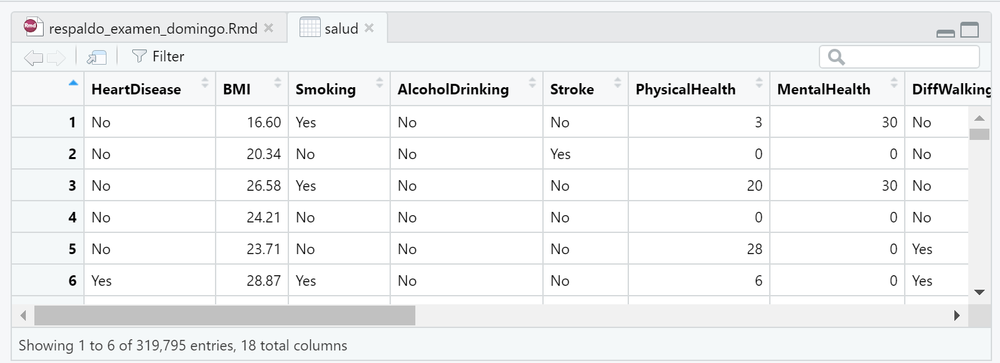 Rmd respaldo_examen_domingo.Rmd salud
Filter
HeartDisease BMI Smoking AlcoholDrinking Stroke PhysicalHealth MentalHealth DiffWalking
1 No 16.60 Yes No No 3 30 No
2 No 20.34 No No Yes 0 0 No
3 No 26.58 Yes No No 20 30 No
4 No 24.21 No No No 0 0 No
5 No 23.71 No No No 28 0 Yes
6 Yes 28.87 Yes No No 6 0 Yes
Showing 1 to 6 of 319,795 entries, 18 total columns